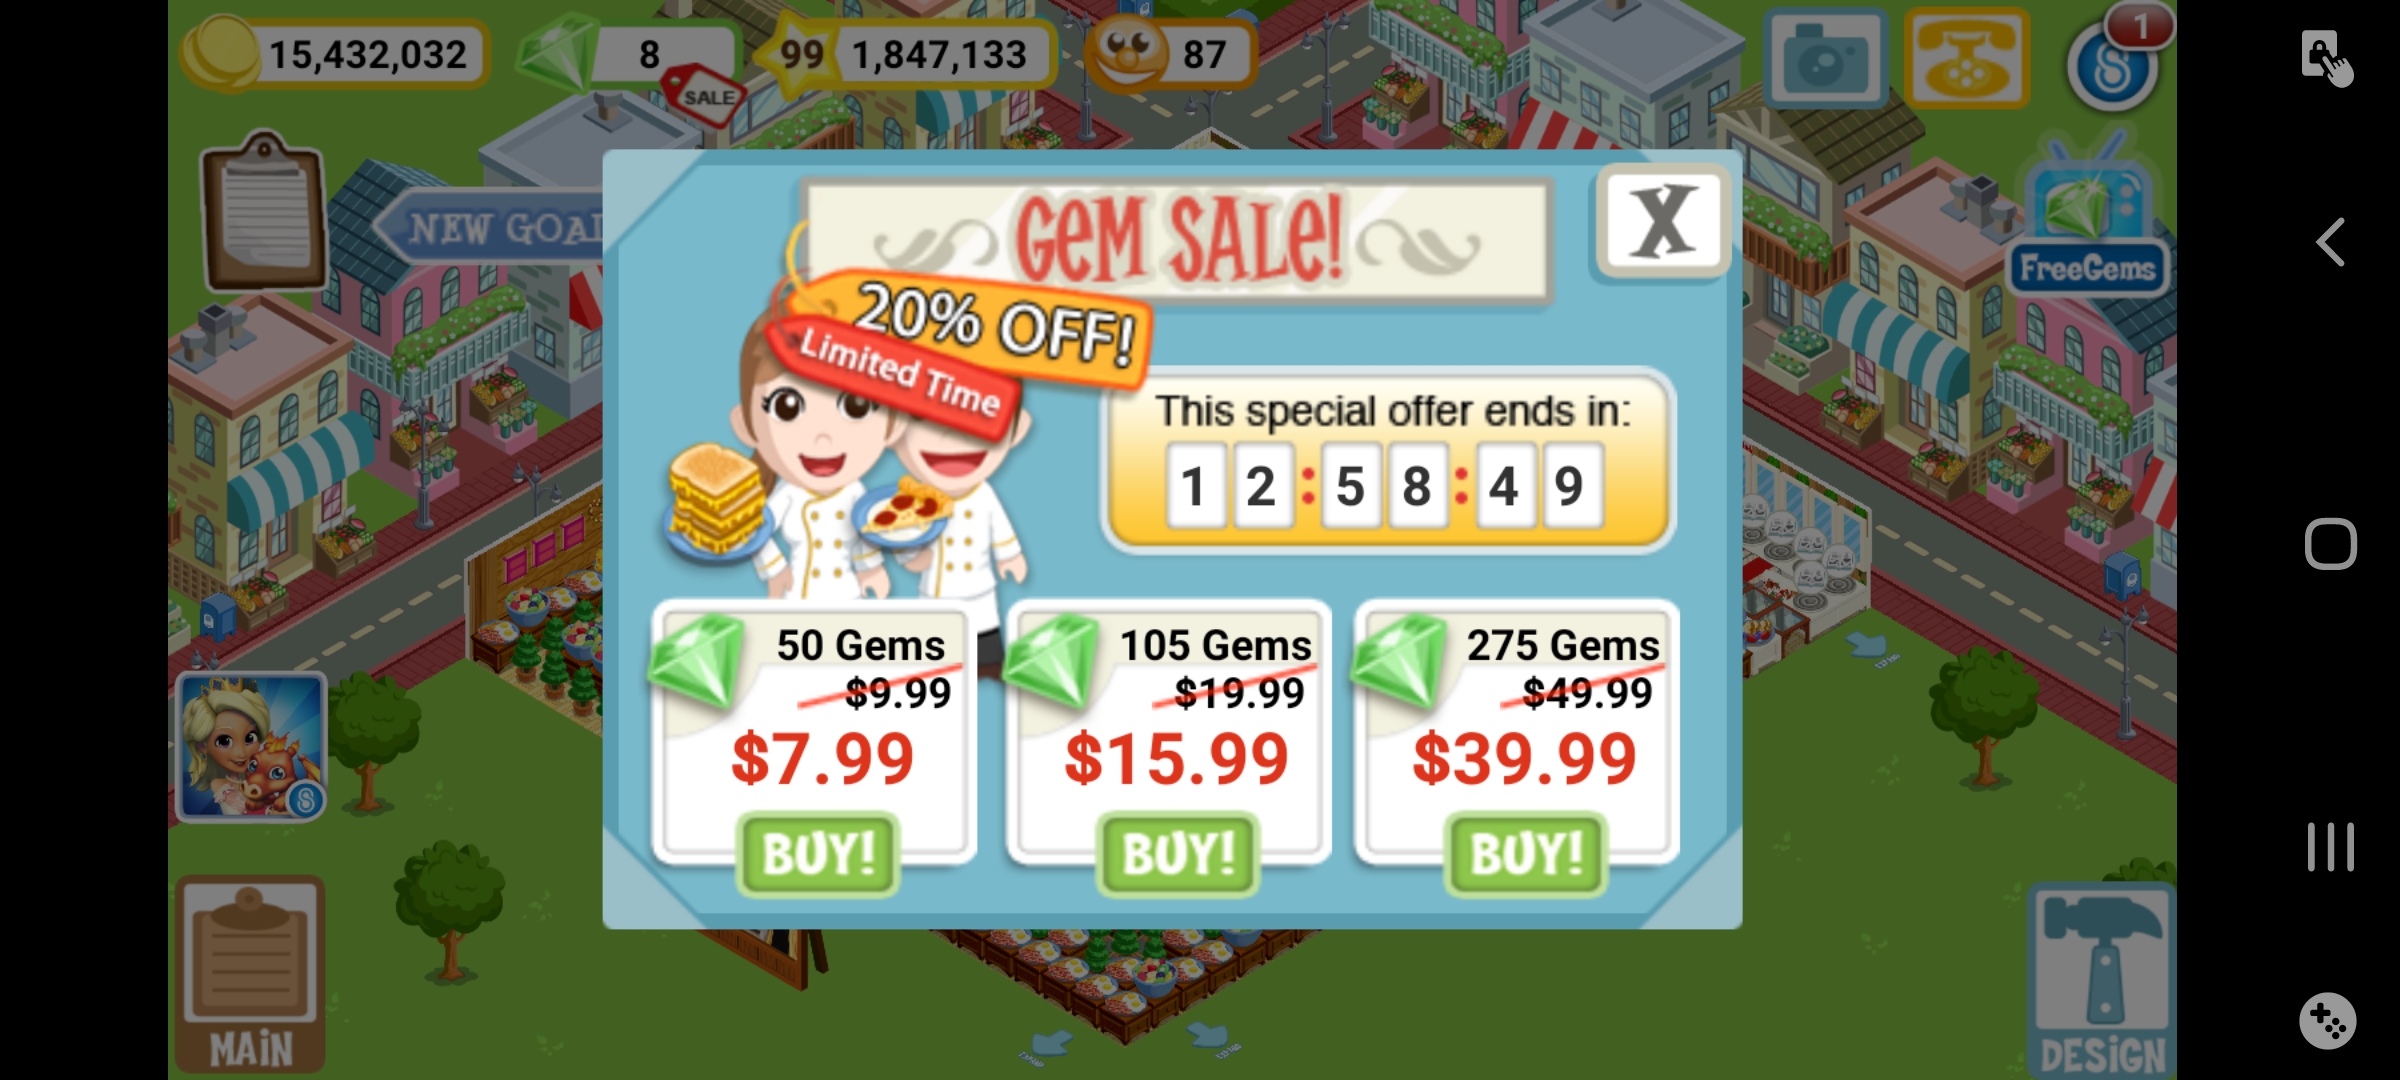 15,432,032
8
SALE
99
1,847,133
87
1
NEW GOAL
GEM SALE!
X
FreeGems
20% OFF!
Limited Time
This special offer ends in:
12:58:49
50 Gems
$9.99
$7.99
BUY!
105 Gems
$19.99
$15.99
BUY!
275 Gems
$49.99
$39.99
BUY!
MAIN
DESIGN